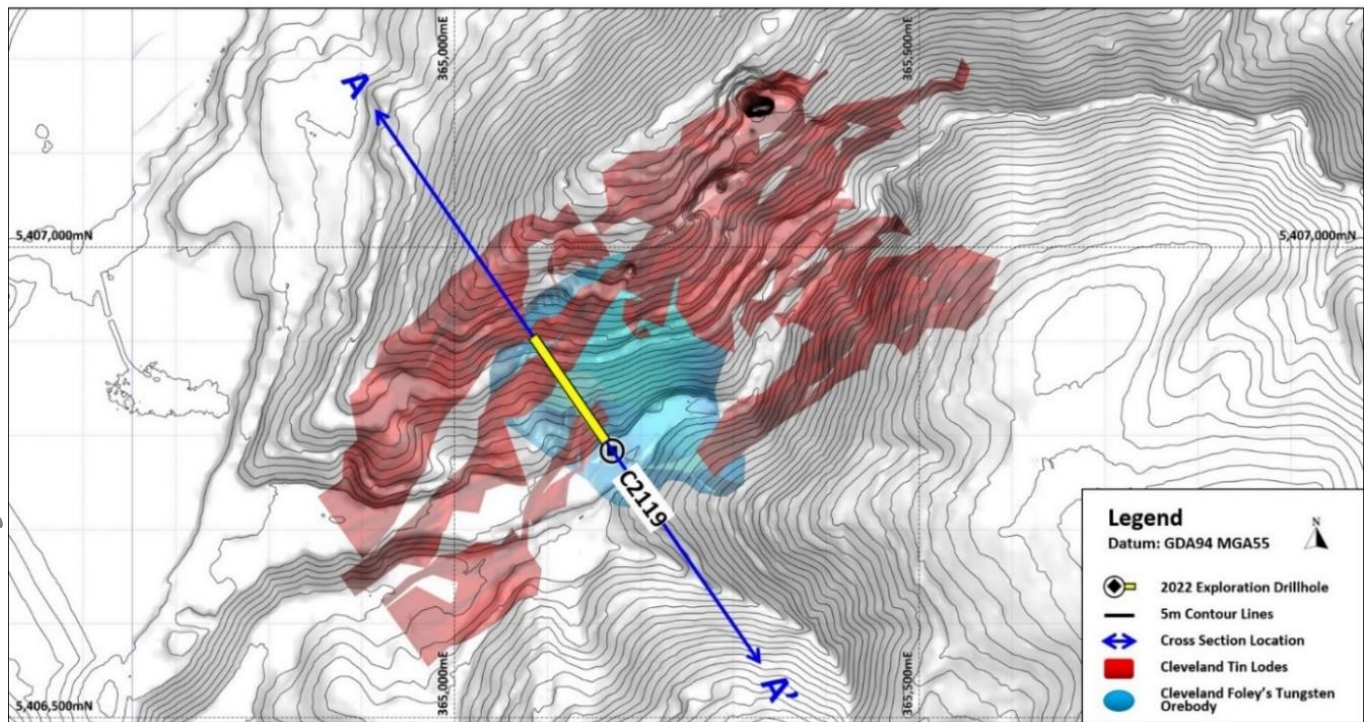 365,000mE
365,500mE
A
5,407,000mN
5,407,000mN
C2119
A'
365,000mE
365,500mE
5,406,500mN
Legend
Datum: GDA94 MGA55
N
2022 Exploration Drillhole
5m Contour Lines
Cross Section Location
Cleveland Tin Lodes
Cleveland Foley's Tungsten
Orebody